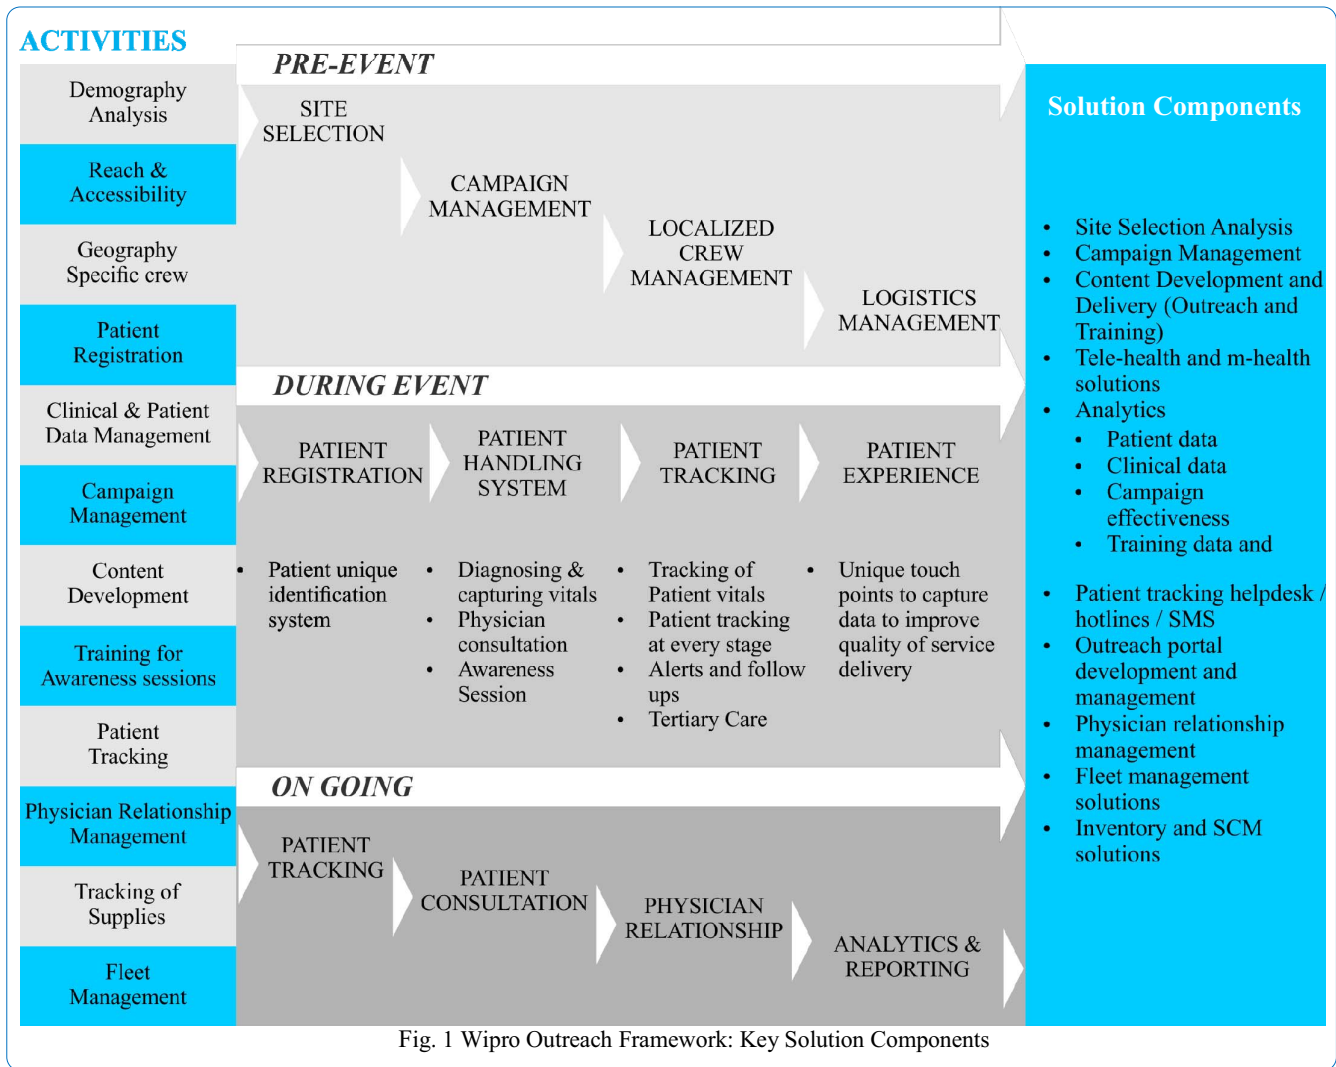 ACTIVITIES
Demography
Analysis
Reach &
Accessibility
Geography
Specific crew
Patient
Registration
Clinical & Patient
Data Management
Campaign
Management
Content
Development
Training for
Awareness sessions
Patient
Tracking
Physician Relationship
Management
Tracking of
Supplies
Fleet
Management
PRE-EVENT
SITE
SELECTION
CAMPAIGN
MANAGEMENT
LOCALIZED
CREW
MANAGEMENT
LOGISTICS
MANAGEMENT
DURING EVENT
PATIENT
REGISTRATION
PATIENT
HANDLING
SYSTEM
PATIENT
TRACKING
PATIENT
EXPERIENCE
• Patient unique
identification
system
• Diagnosing &
capturing vitals
• Physician
consultation
• Awareness
Session
• Tracking of
Patient vitals
• Patient tracking
at every stage
• Alerts and follow
ups
• Tertiary Care
• Unique touch
points to capture
data to improve
quality of service
delivery
ON GOING
PATIENT
TRACKING
PATIENT
CONSULTATION
PHYSICIAN
RELATIONSHIP
ANALYTICS &
REPORTING
Solution Components
• Site Selection Analysis
• Campaign Management
• Content Development and
Delivery (Outreach and
Training)
• Tele-health and m-health
solutions
• Analytics
• Patient data
• Clinical data
• Campaign
effectiveness
• Training data and
• Patient tracking helpdesk /
hotlines / SMS
• Outreach portal
development and
management
• Physician relationship
management
• Fleet management
solutions
• Inventory and SCM
solutions
Fig. 1 Wipro Outreach Framework: Key Solution Components